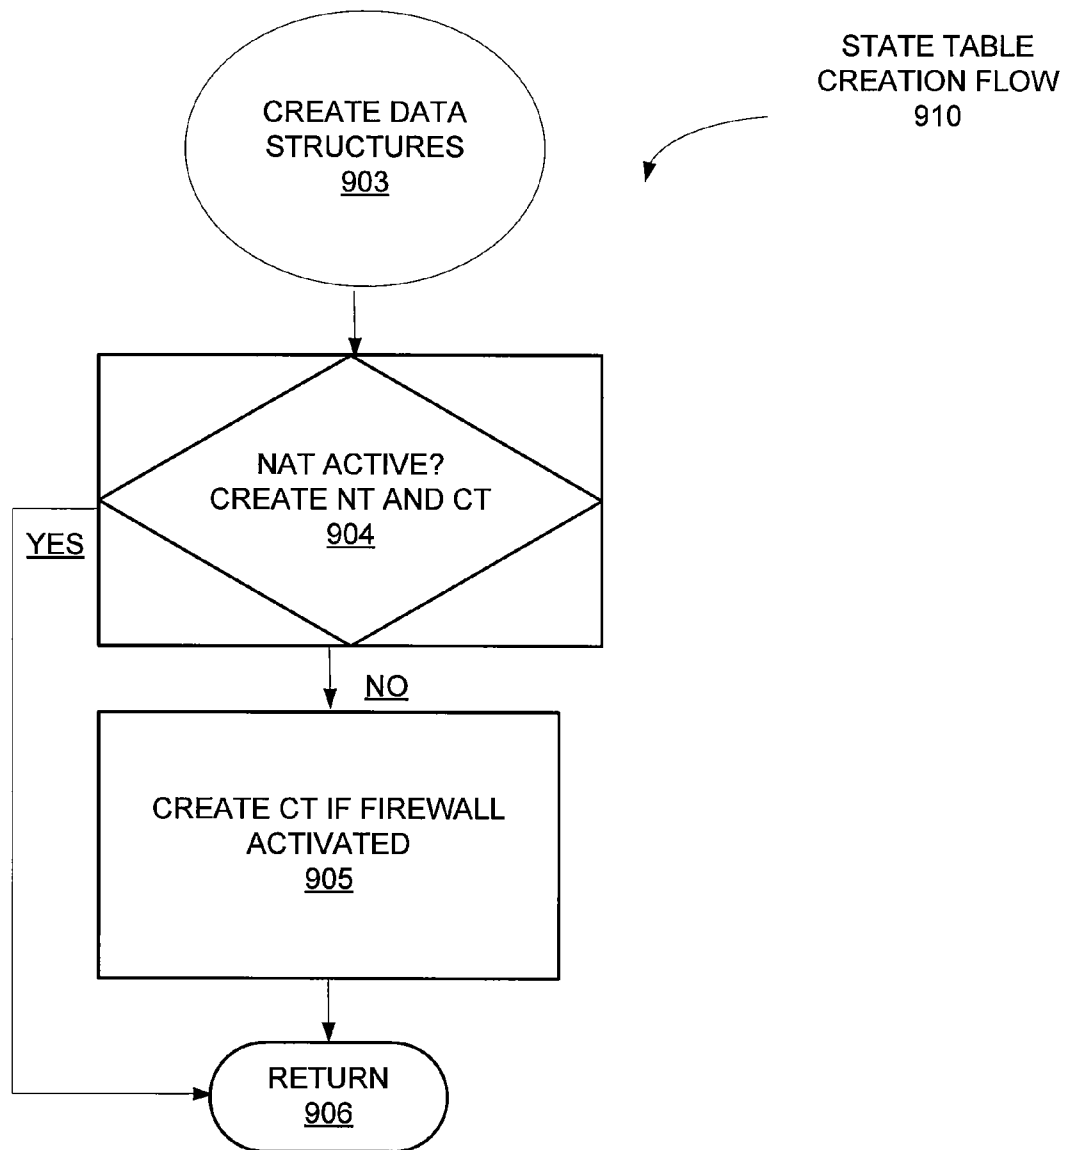 STATE TABLE
CREATION FLOW
910
CREATE DATA
STRUCTURES
903
NAT ACTIVE?
CREATE NT AND CT
904
YES
NO
CREATE CT IF FIREWALL
ACTIVATED
905
RETURN
906